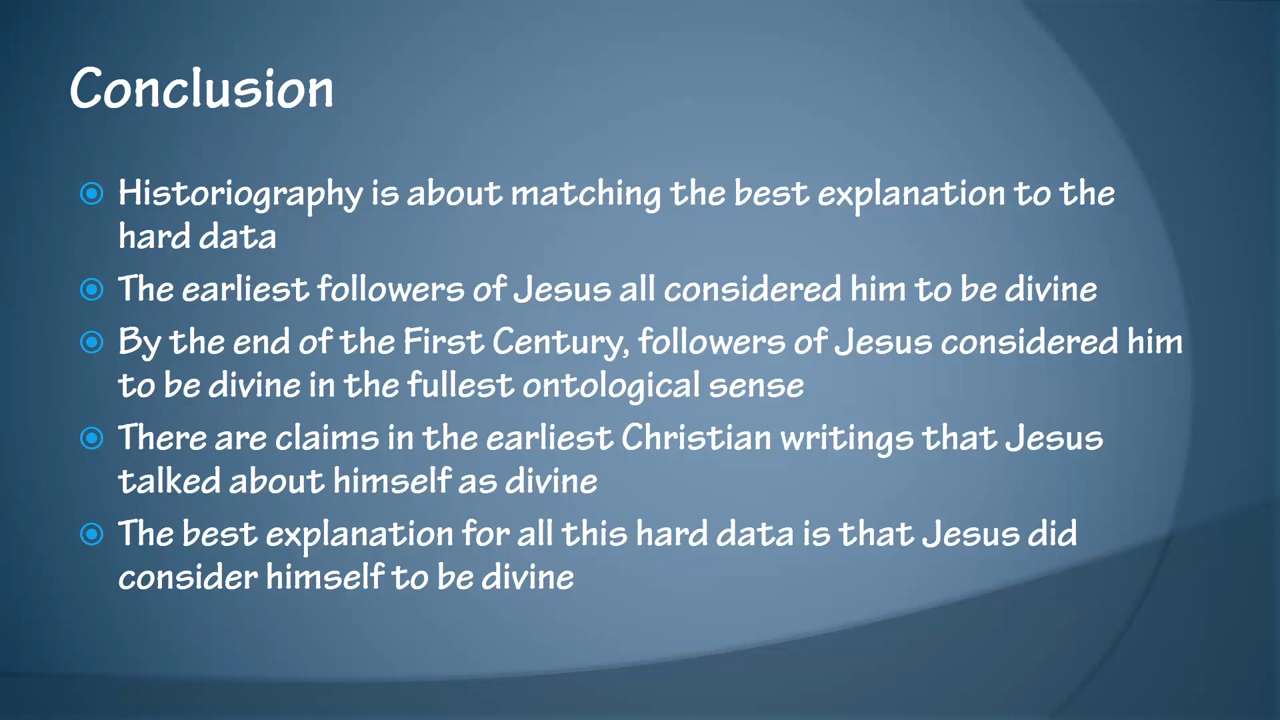 Conclusion
Historiography is about matching the best explanation to the
hard data
The earliest followers of Jesus all considered him to be divine
By the end of the First Century, followers of Jesus considered him
to be divine in the fullest ontological sense
There are claims in the earliest Christian writings that Jesus
talked about himself as divine
The best explanation for all this hard data is that Jesus did
consider himself to be divine